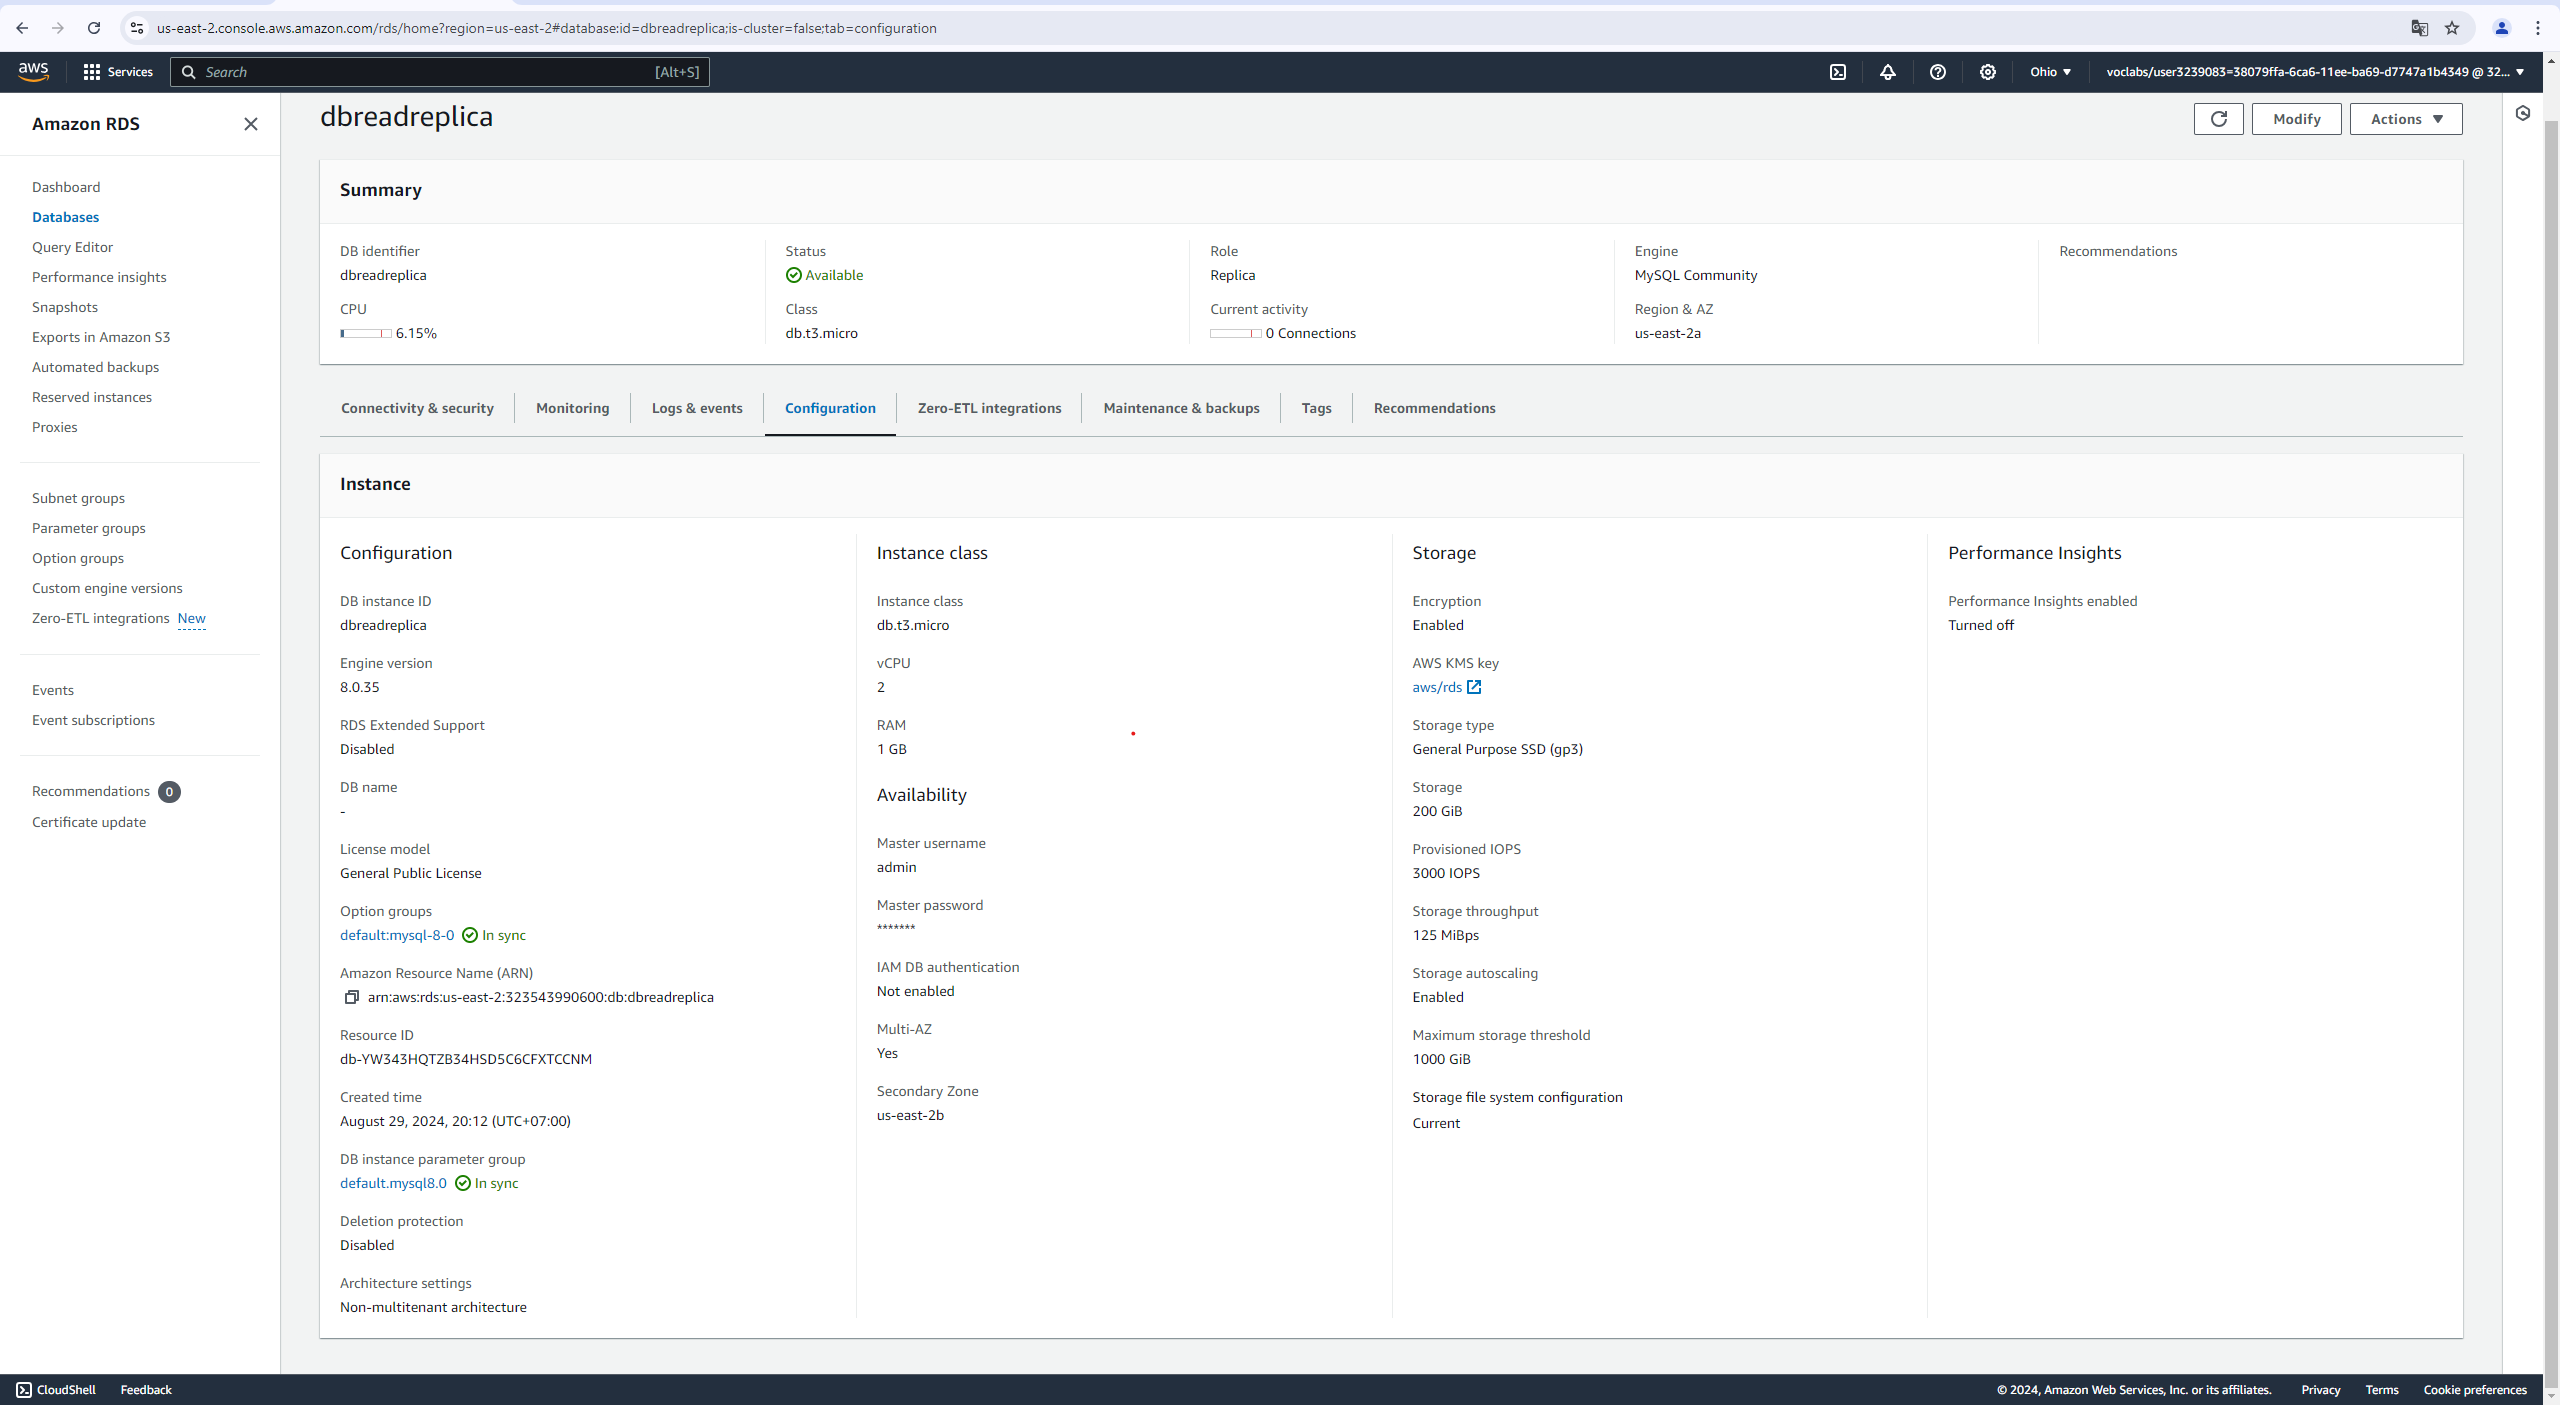 us-east-2.console.aws.amazon.com/rds/home?region=us-east-2#database:id=dbreadreplica;is-cluster=false;tab=configuration
aws
Services
Search
[Alt+S]
Ohio
voclabs/user3239083=38079ffa-6ca6-11ee-ba69-d7747a1b4349 @ 32...
Amazon RDS
Dashboard
Databases
Query Editor
Performance insights
Snapshots
Exports in Amazon S3
Automated backups
Reserved instances
Proxies
Subnet groups
Parameter groups
Option groups
Custom engine versions
Zero-ETL integrations New
Events
Event subscriptions
Recommendations 0
Certificate update
dbreadreplica
Modify
Actions
Summary
DB identifier
dbreadreplica
CPU
6.15%
Status
Available
Class
db.t3.micro
Role
Replica
Current activity
0 Connections
Engine
MySQL Community
Region & AZ
us-east-2a
Recommendations
Connectivity & security
Monitoring
Logs & events
Configuration
Zero-ETL integrations
Maintenance & backups
Tags
Recommendations
Instance
Configuration
DB instance ID
dbreadreplica
Engine version
8.0.35
RDS Extended Support
Disabled
DB name
-
License model
General Public License
Option groups
default:mysql-8-0 In sync
Amazon Resource Name (ARN)
arn:aws:rds:us-east-2:323543990600:db:dbreadreplica
Resource ID
db-YW343HQTZB34HSD5C6CFXTCCNM
Created time
August 29, 2024, 20:12 (UTC+07:00)
DB instance parameter group
default.mysql8.0 In sync
Deletion protection
Disabled
Architecture settings
Non-multitenant architecture
Instance class
Instance class
db.t3.micro
vCPU
2
RAM
1 GB
Availability
Master username
admin
Master password
*******
IAM DB authentication
Not enabled
Multi-AZ
Yes
Secondary Zone
us-east-2b
Storage
Encryption
Enabled
AWS KMS key
aws/rds
Storage type
General Purpose SSD (gp3)
Storage
200 GiB
Provisioned IOPS
3000 IOPS
Storage throughput
125 MiBps
Storage autoscaling
Enabled
Maximum storage threshold
1000 GiB
Storage file system configuration
Current
Performance Insights
Performance Insights enabled
Turned off
CloudShell
Feedback
© 2024, Amazon Web Services, Inc. or its affiliates.
Privacy
Terms
Cookie preferences